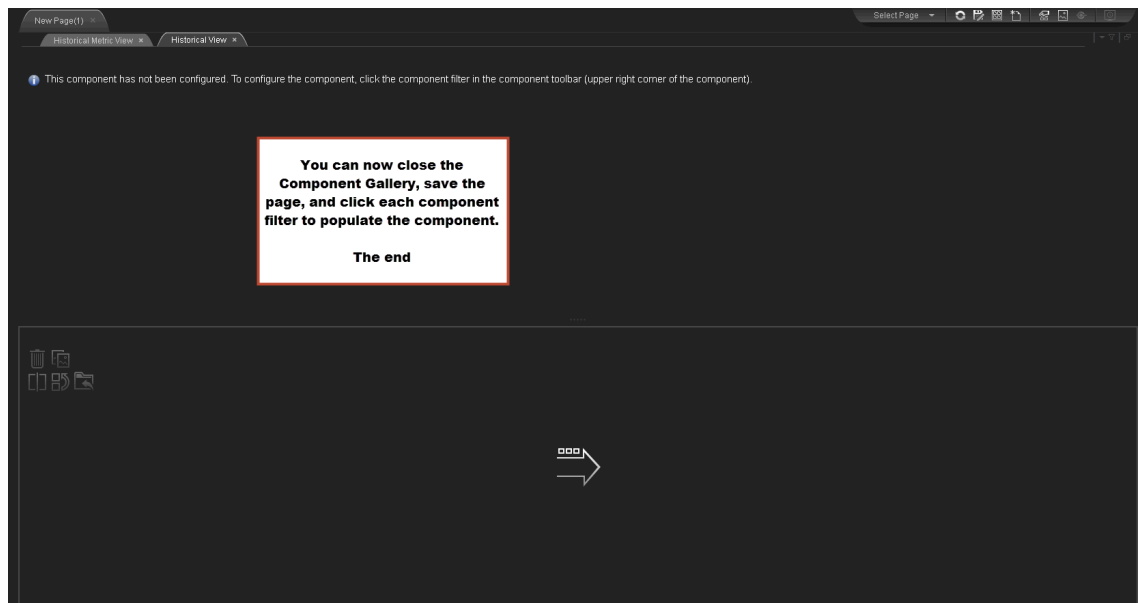 New Page(1)
Select Page
Historical Metric View
Historical View
This component has not been configured. To configure the component, click the component filter in the component toolbar (upper right corner of the component).
You can now close the
Component Gallery, save the
page, and click each component
filter to populate the component.
The end